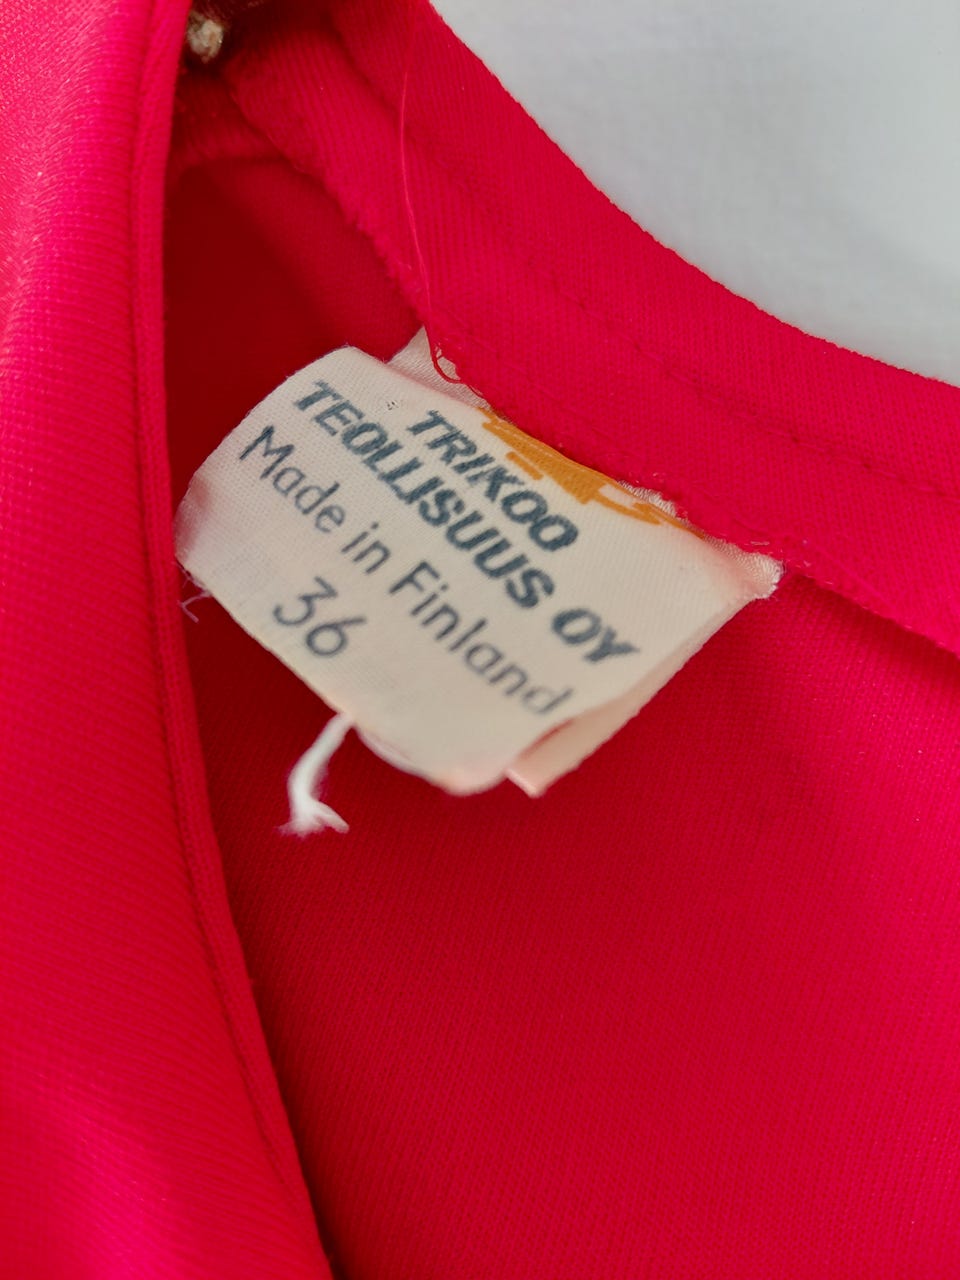 TRIKOO
TEOLLISUUS OY
Made in Finland
36